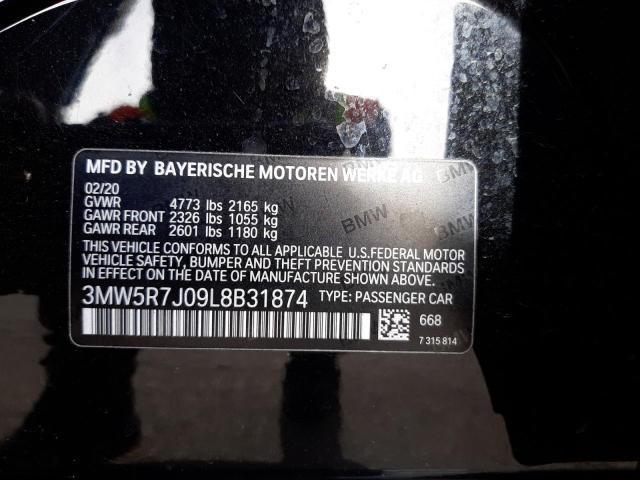 MFD BY BAYERISCHE MOTOREN WERKE AG
02/20
GVWR 4773 lbs 2165 kg
GAWR FRONT 2326 lbs 1055 kg
GAWR REAR 2601 lbs 1180 kg
THIS VEHICLE CONFORMS TO ALL APPLICABLE U.S.FEDERAL MOTOR
VEHICLE SAFETY, BUMPER AND THEFT PREVENTION STANDARDS
IN EFFECT ON THE DATE OF MANUFACTURE SHOWN ABOVE.
3MW5R7J09L8B31874 TYPE: PASSENGER CAR
668
7 315 814